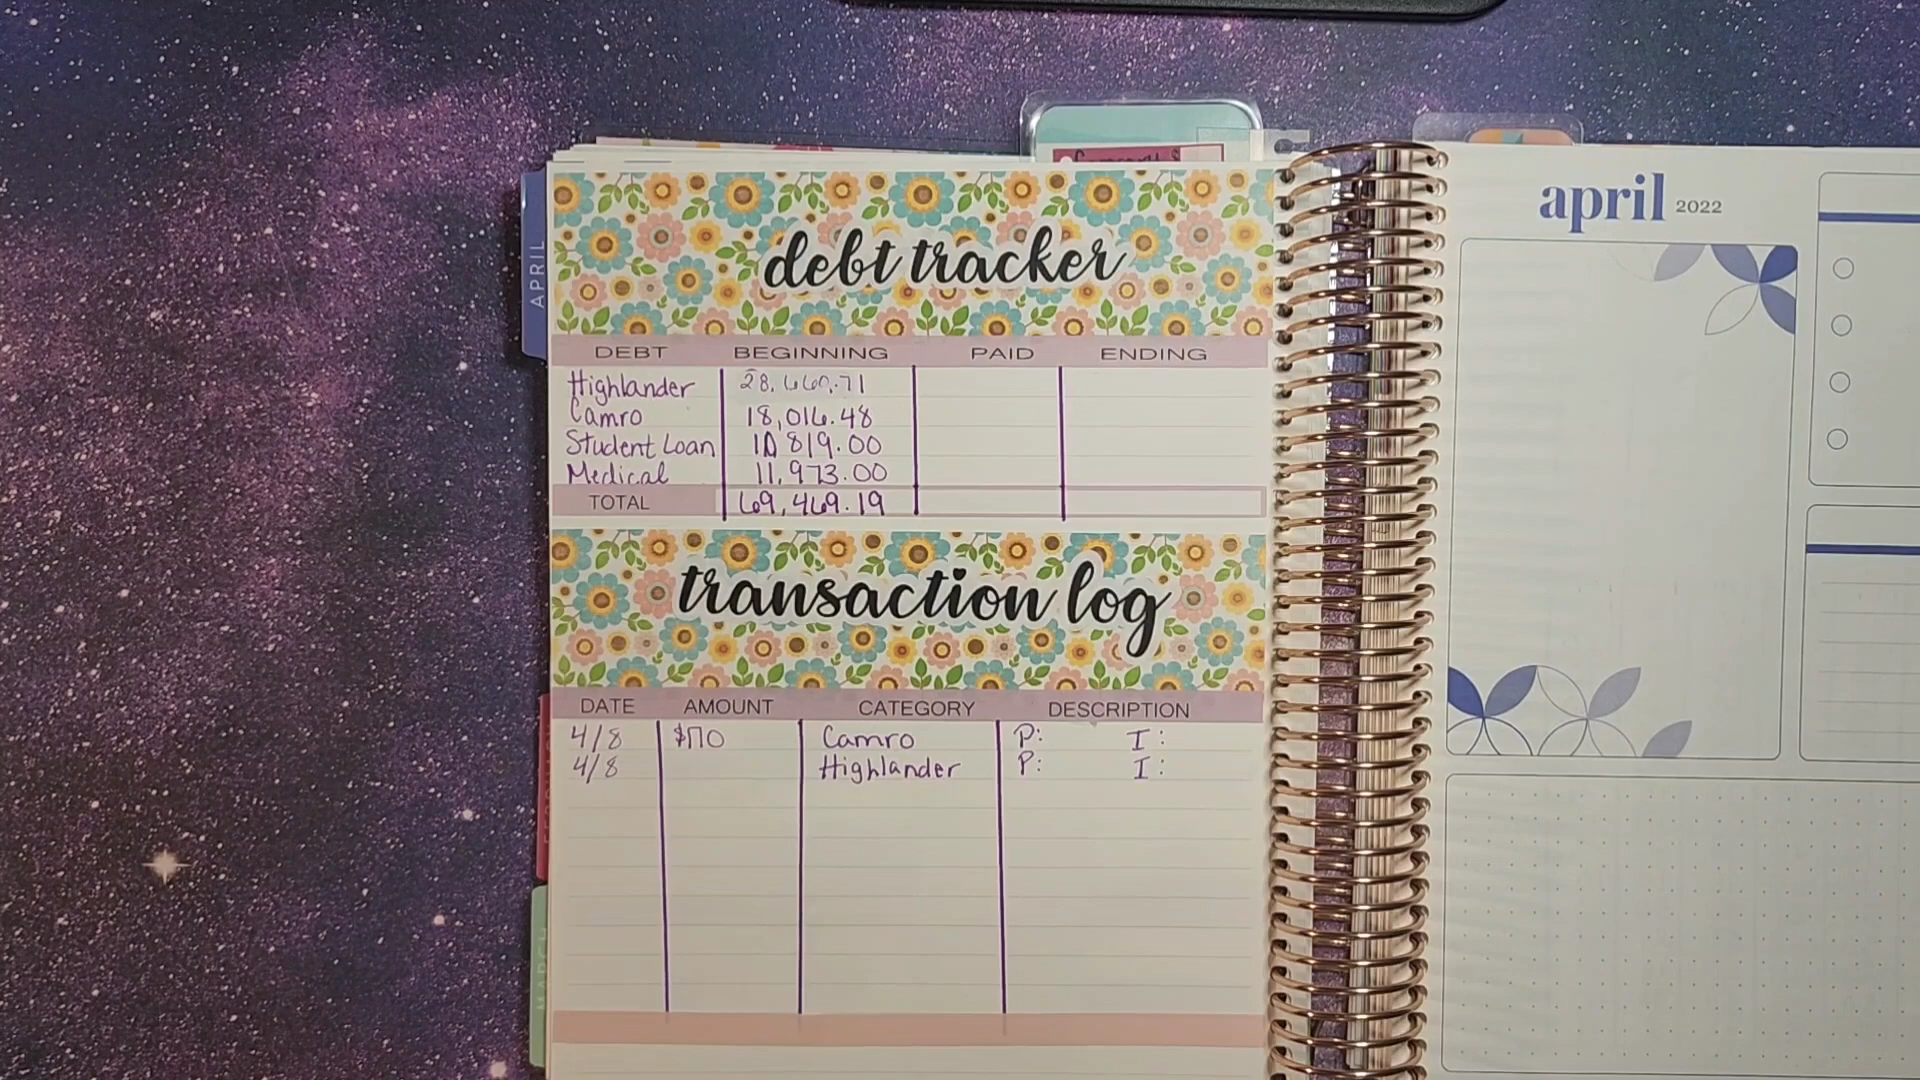 debt tracker
DEBT BEGINNING PAID ENDING
Highlander 28,660.71
Camro 18,016.48
Student Loan 10 819.00
Medical 11,973.00
TOTAL 69,469.19
transaction log
DATE AMOUNT CATEGORY DESCRIPTION
4/8 $170 Camro P: I:
4/8 Highlander P: I:
APRIL
MARCH
april 2022